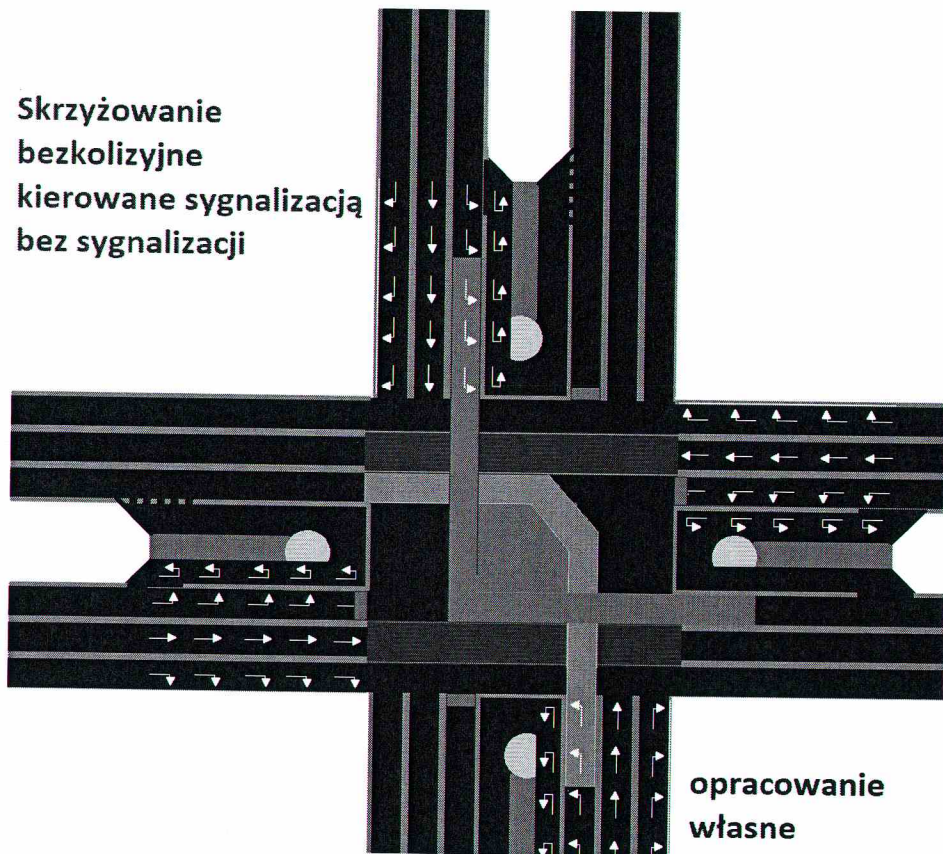 Skrzyżowanie
bezkolizyjne
kierowane sygnalizacją
bez sygnalizacji
opracowanie
własne